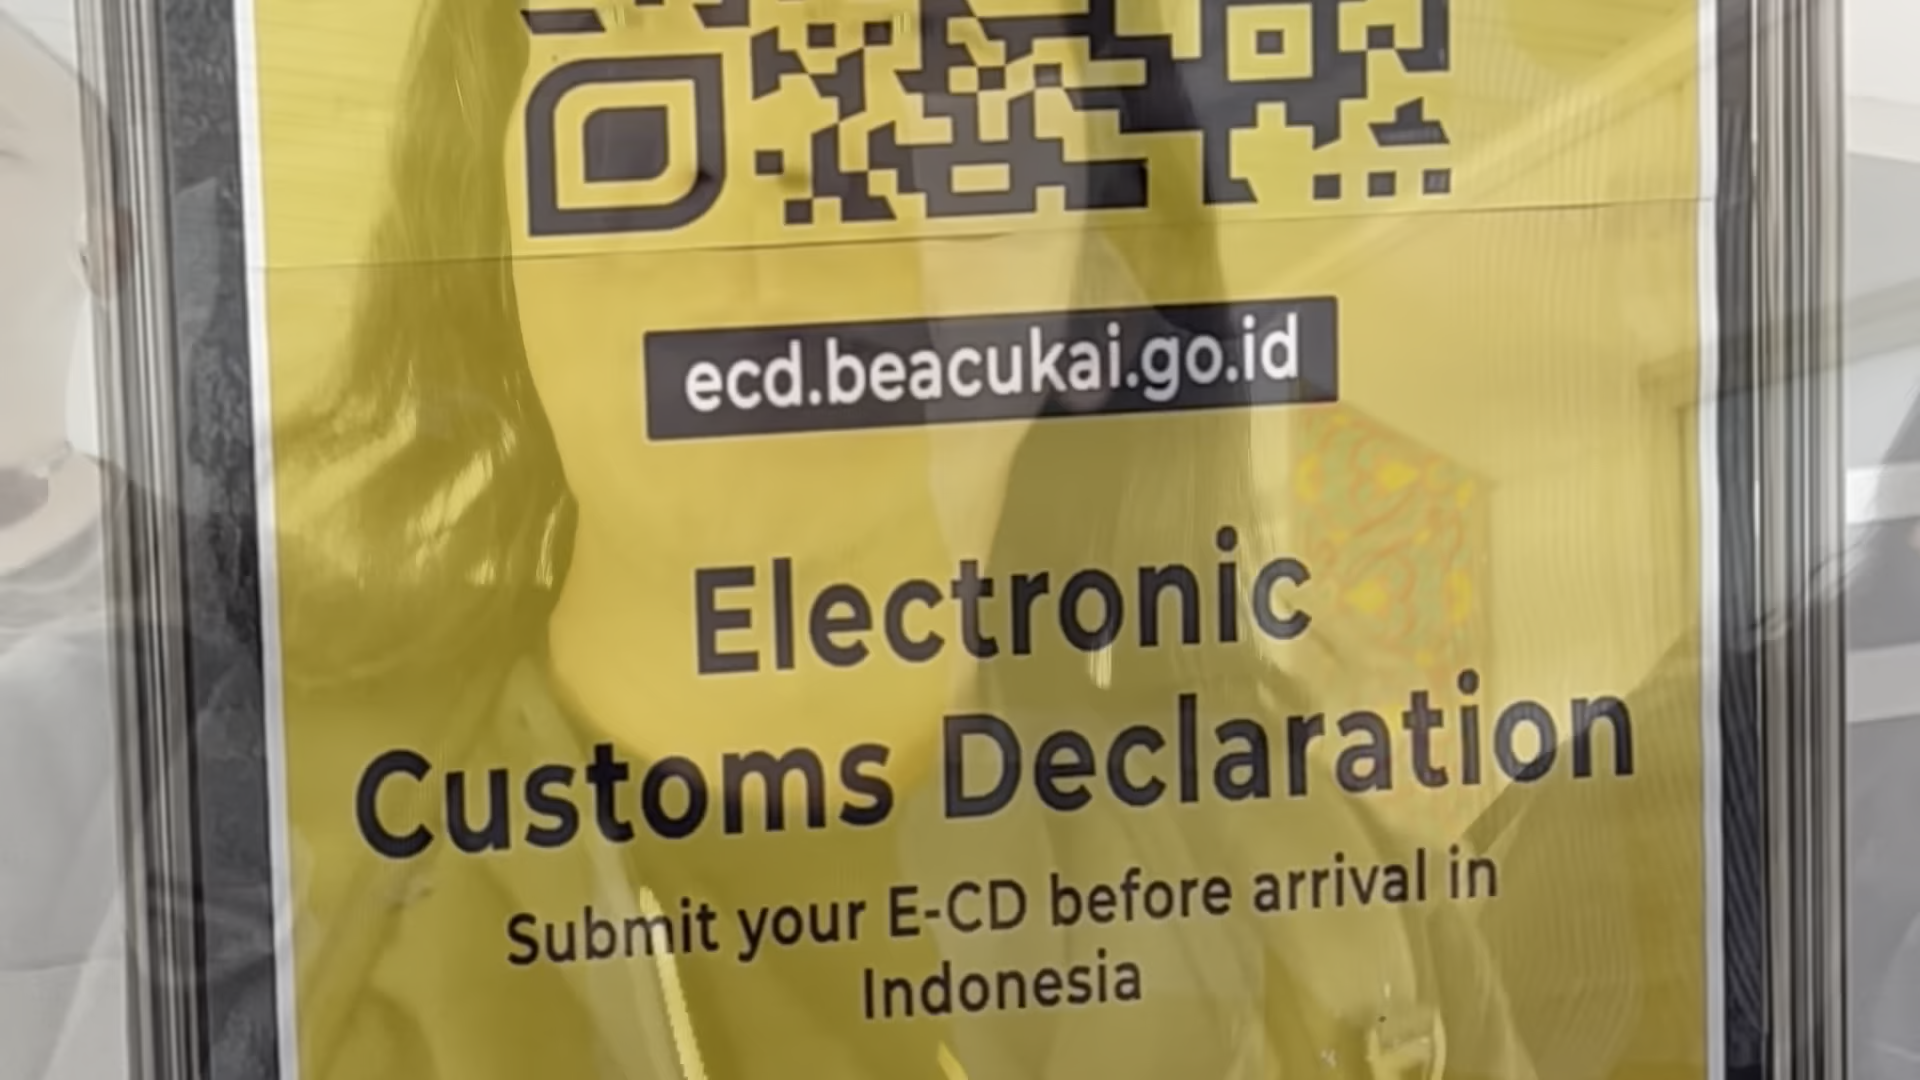 ecd.beacukai.go.id
Electronic
Customs Declaration
Submit your E-CD before arrival in
Indonesia